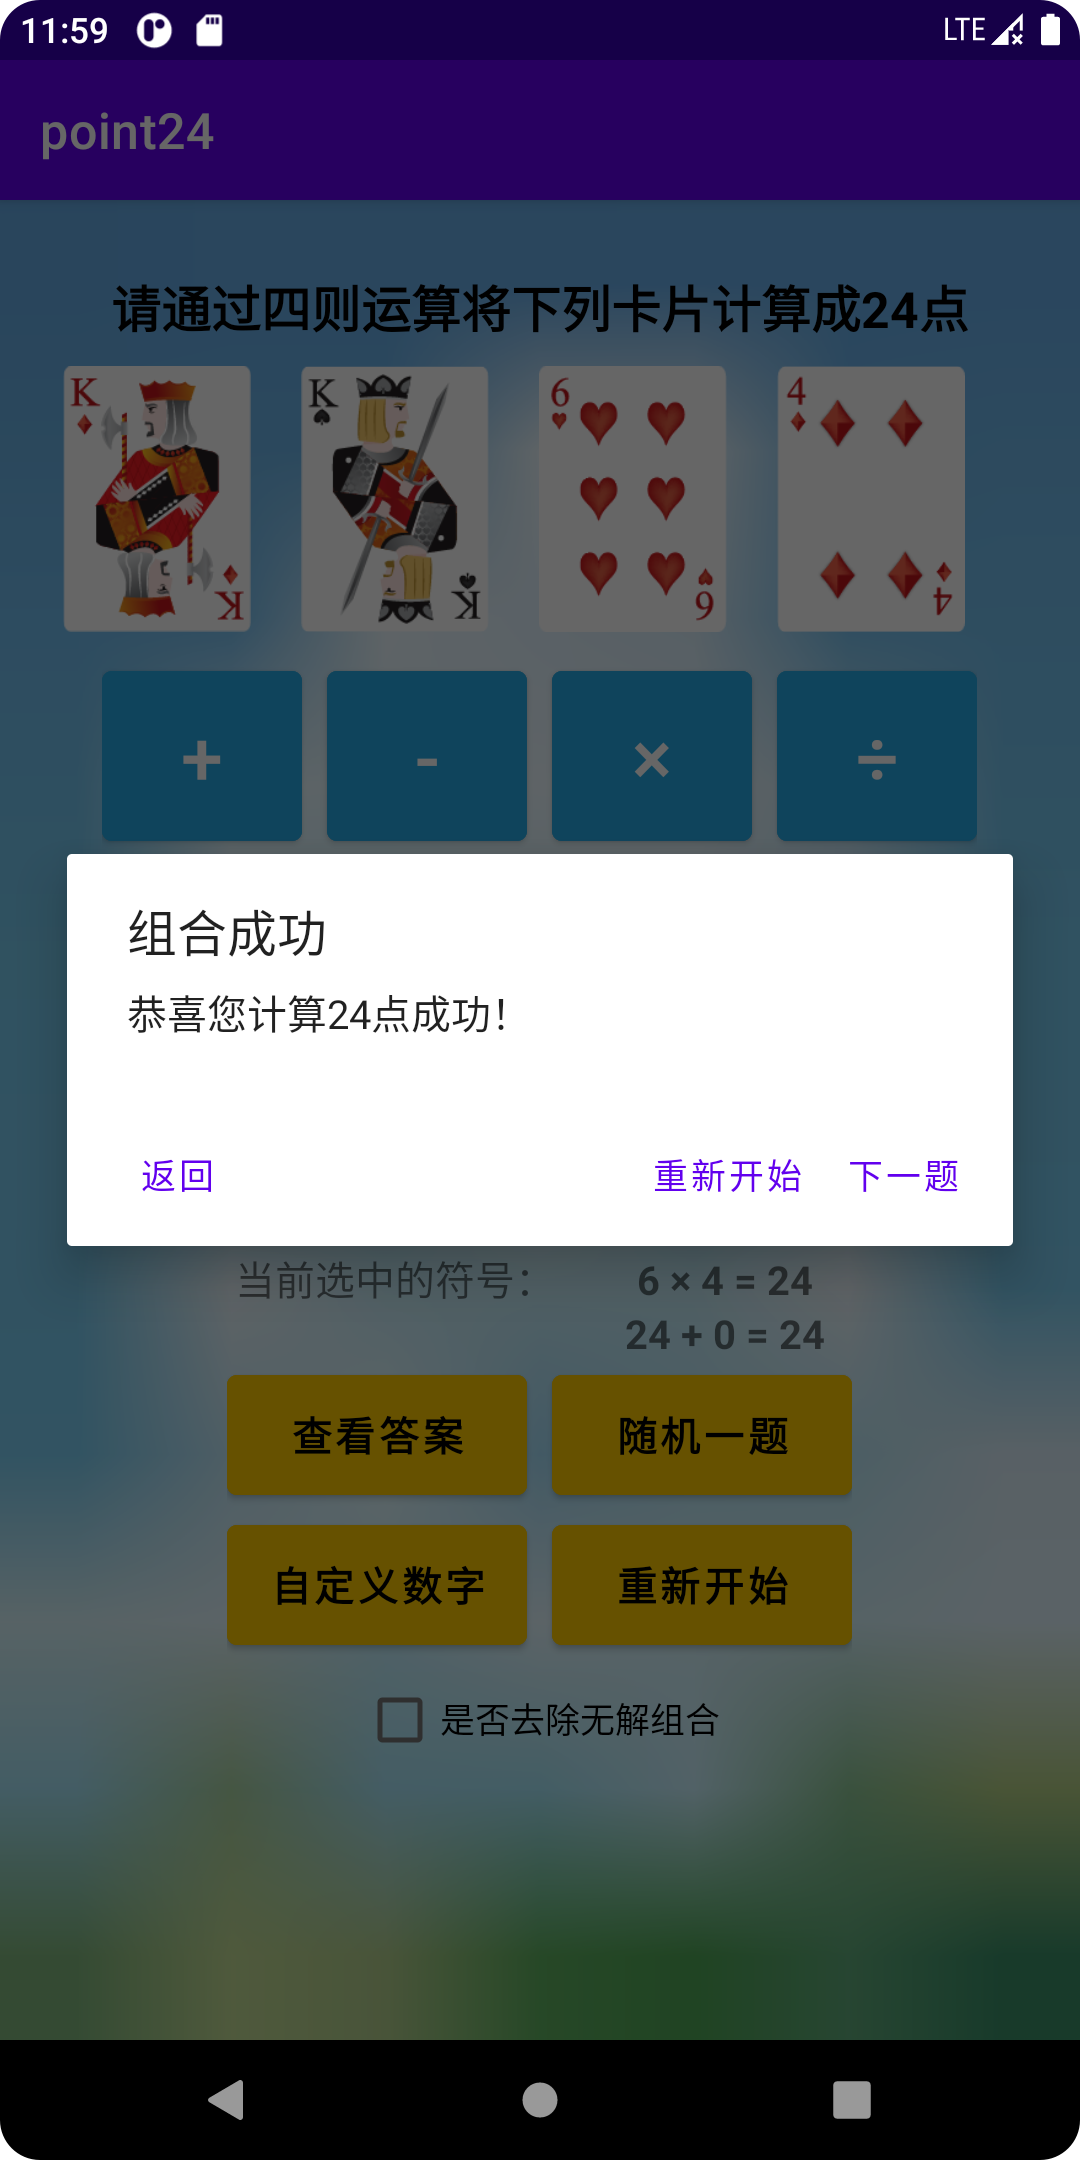 11:59
LTE
point24
请通过四则运算将下列卡片计算成24点
K K 6 4
K K 6 4
+ - × ÷
组合成功
恭喜您计算24点成功!
返回 重新开始 下一题
当前选中的符号: 6 × 4 = 24
24 + 0 = 24
查看答案 随机一题
自定义数字 重新开始
是否去除无解组合